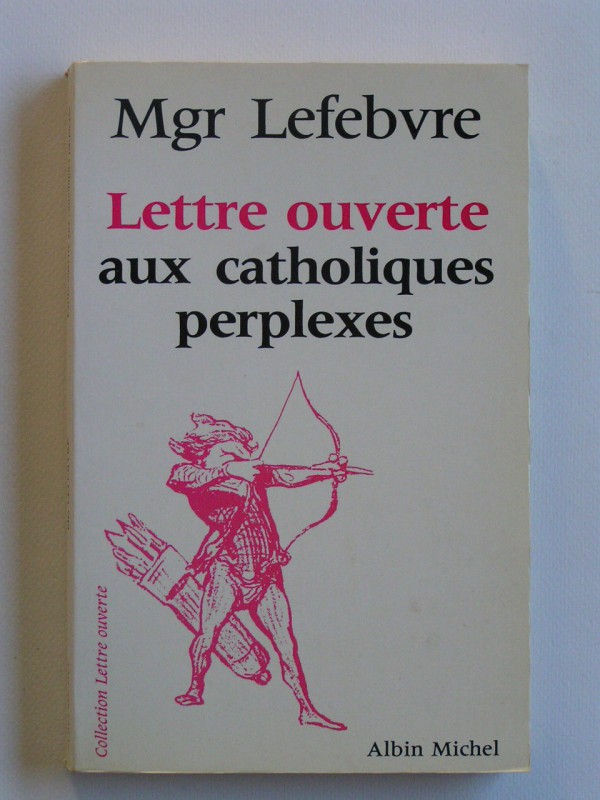 Mgr Lefebvre
Lettre ouverte
aux catholiques
perplexes
Collection Lettre ouverte
Albin Michel